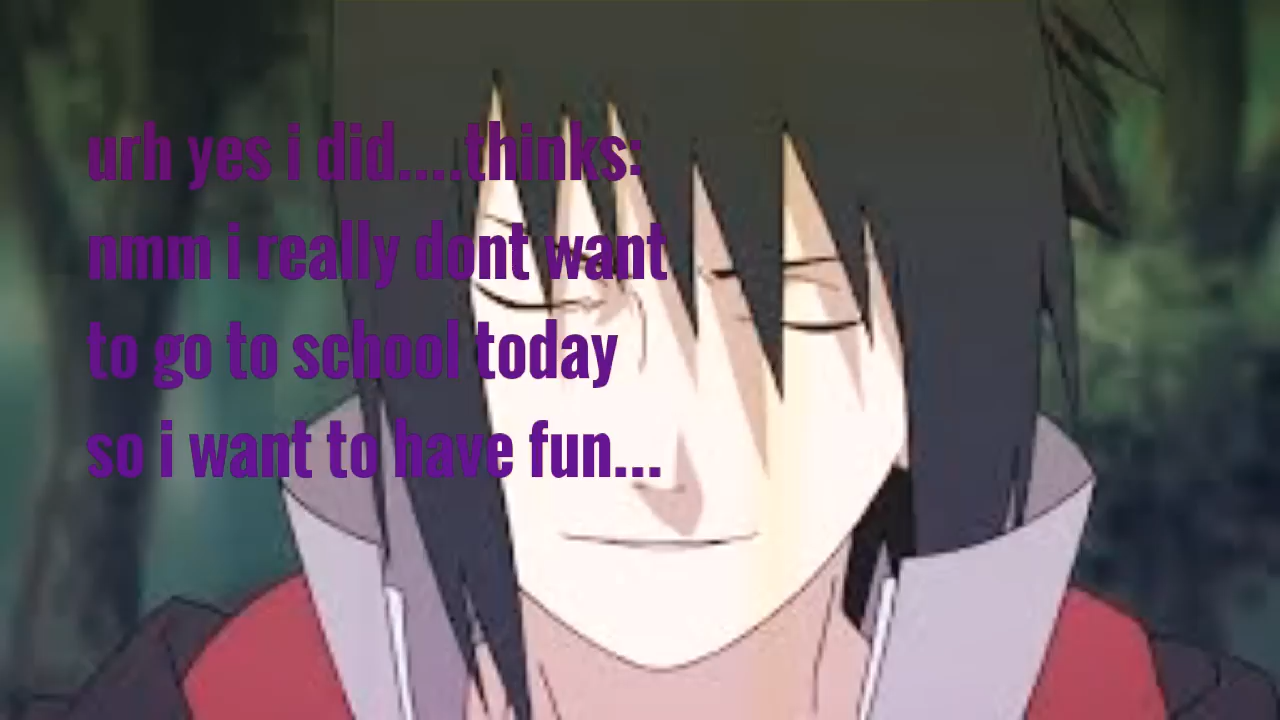 urh yes i did....thinks:
nmm i really dont want
to go to school today
so i want to have fun...